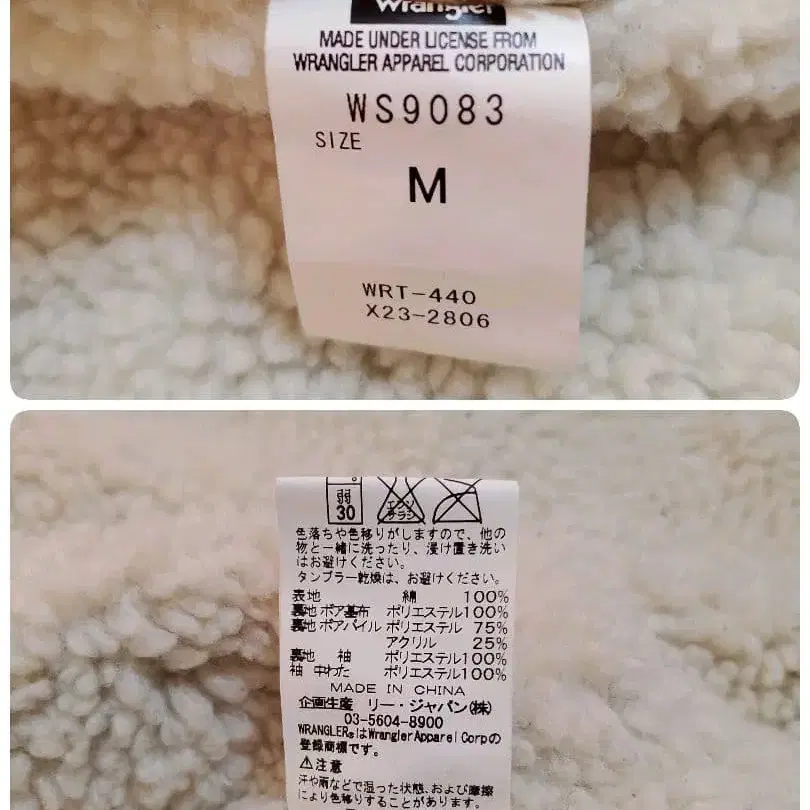 Wrangler
MADE UNDER LICENSE FROM
WRANGLER APPAREL CORPORATION
WS9083
SIZE
M
WRT-440
X23-2806
弱
30
エンソ
サラシ
色落ちや色移りがしますので、他の
物と一緒に洗ったり、浸け置き洗い
はお避けください。
タンブラー乾燥は、お避けください。
表地 綿 100%
裏地 ボア基布 ポリエステル100%
裏地 ボアパイル ポリエステル 75%
アクリル 25%
裏地 袖 ポリエステル100%
袖 中わた ポリエステル100%
MADE IN CHINA
企画生産 リー・ジャパン(株)
03-5604-8900
WRANGLER®はWrangler Apparel Corpの
登録商標です。
⚠注意
汗や雨などで湿った状態、および摩擦
により色移りすることがあります。